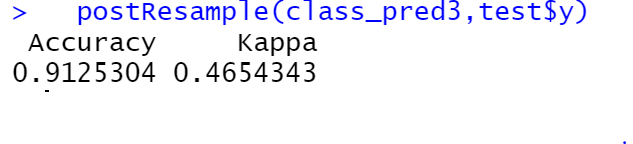 > postResample(class_pred3,test$y)
Accuracy Kappa
0.9125304 0.4654343